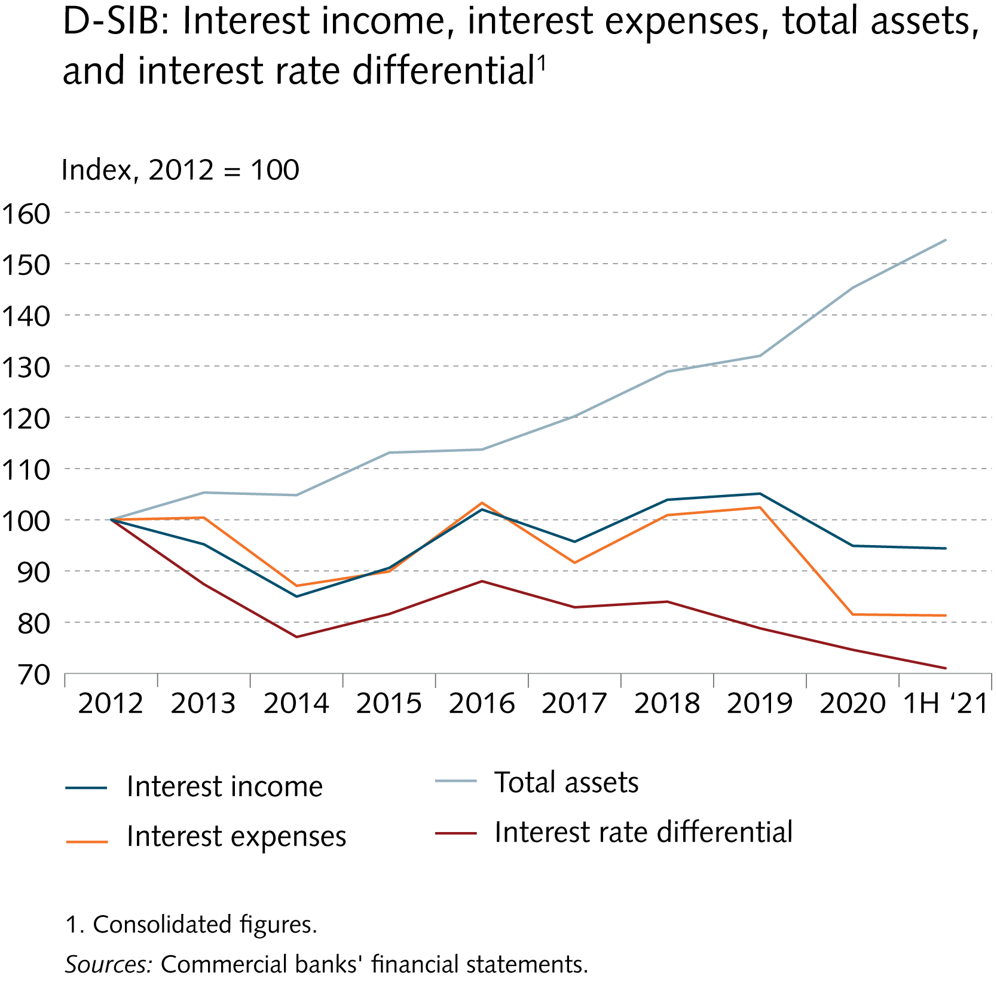 D-SIB: Interest income, interest expenses, total assets,
and interest rate differential¹
Index, 2012 = 100
160
150
140
130
120
110
100
90
80
70
2012 2013 2014 2015 2016 2017 2018 2019 2020 1H ‘21
Interest income
Total assets
Interest expenses
Interest rate differential
1. Consolidated figures.
Sources: Commercial banks' financial statements.